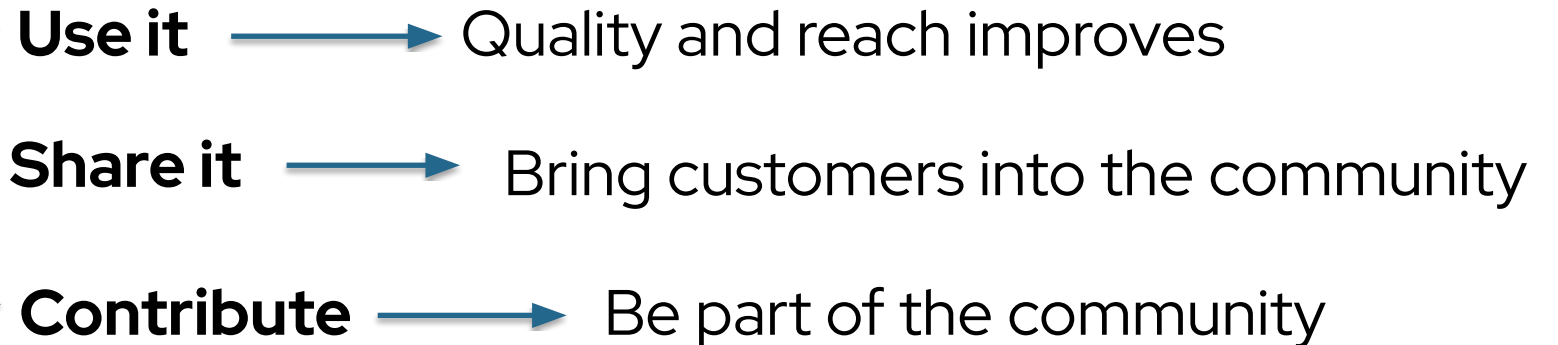 Use it Quality and reach improves
Share it Bring customers into the community
Contribute Be part of the community